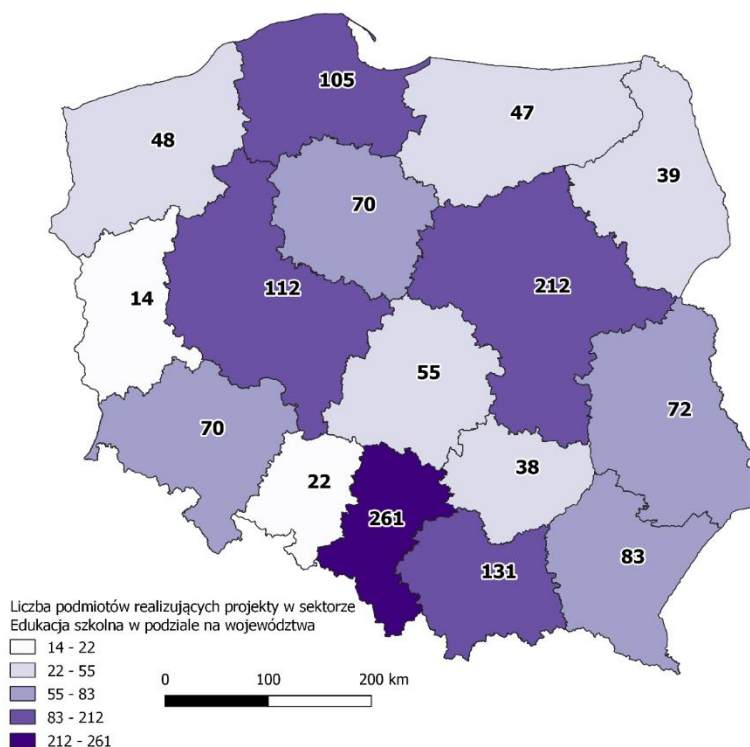 105
47
48
39
70
14
112
212
55
70
72
22
38
261
83
131
Liczba podmiotów realizujących projekty w sektorze
Edukacja szkolna w podziale na województwa
14 - 22
22 - 55
55 - 83
83 - 212
212 - 261
0 100 200 km